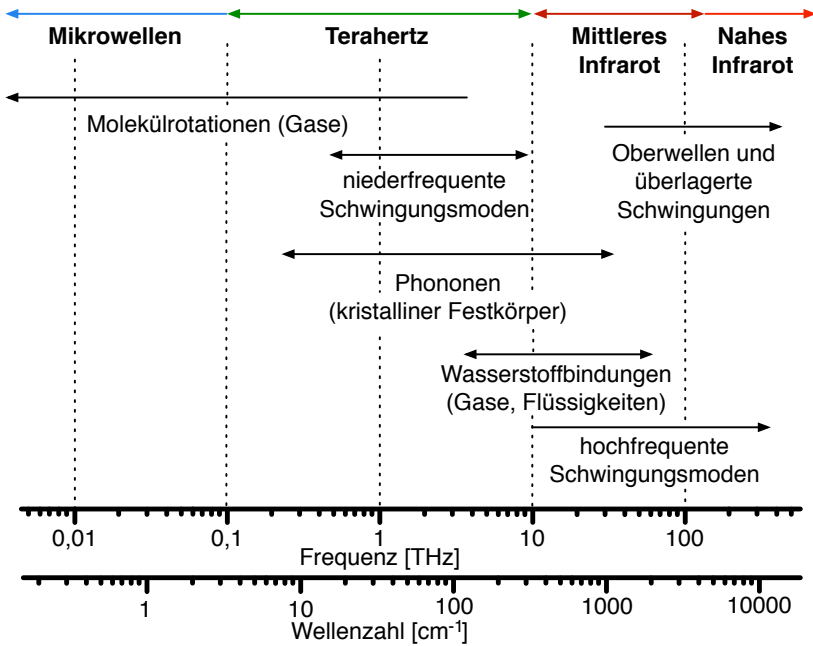 Mikrowellen
Terahertz
Mittleres
Infrarot
Nahes
Infrarot
Molekülrotationen (Gase)
Oberwellen und
überlagerte
Schwingungen
niederfrequente
Schwingungsmoden
Phononen
(kristalliner Festkörper)
Wasserstoffbindungen
(Gase, Flüssigkeiten)
hochfrequente
Schwingungsmoden
0,01 0,1 1 10 100
Frequenz [THz]
1 10 100 1000 10000
Wellenzahl [cm-1]